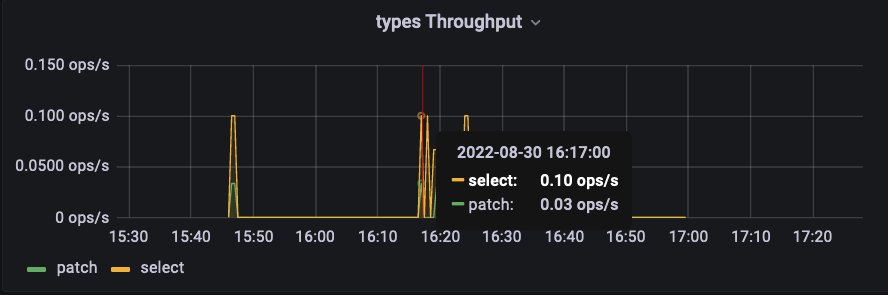 types Throughput
0.150 ops/s
0.100 ops/s
0.0500 ops/s
0 ops/s
2022-08-30 16:17:00
select: 0.10 ops/s
patch: 0.03 ops/s
15:30 15:40 15:50 16:00 16:10 16:20 16:30 16:40 16:50 17:00 17:10 17:20
patch select